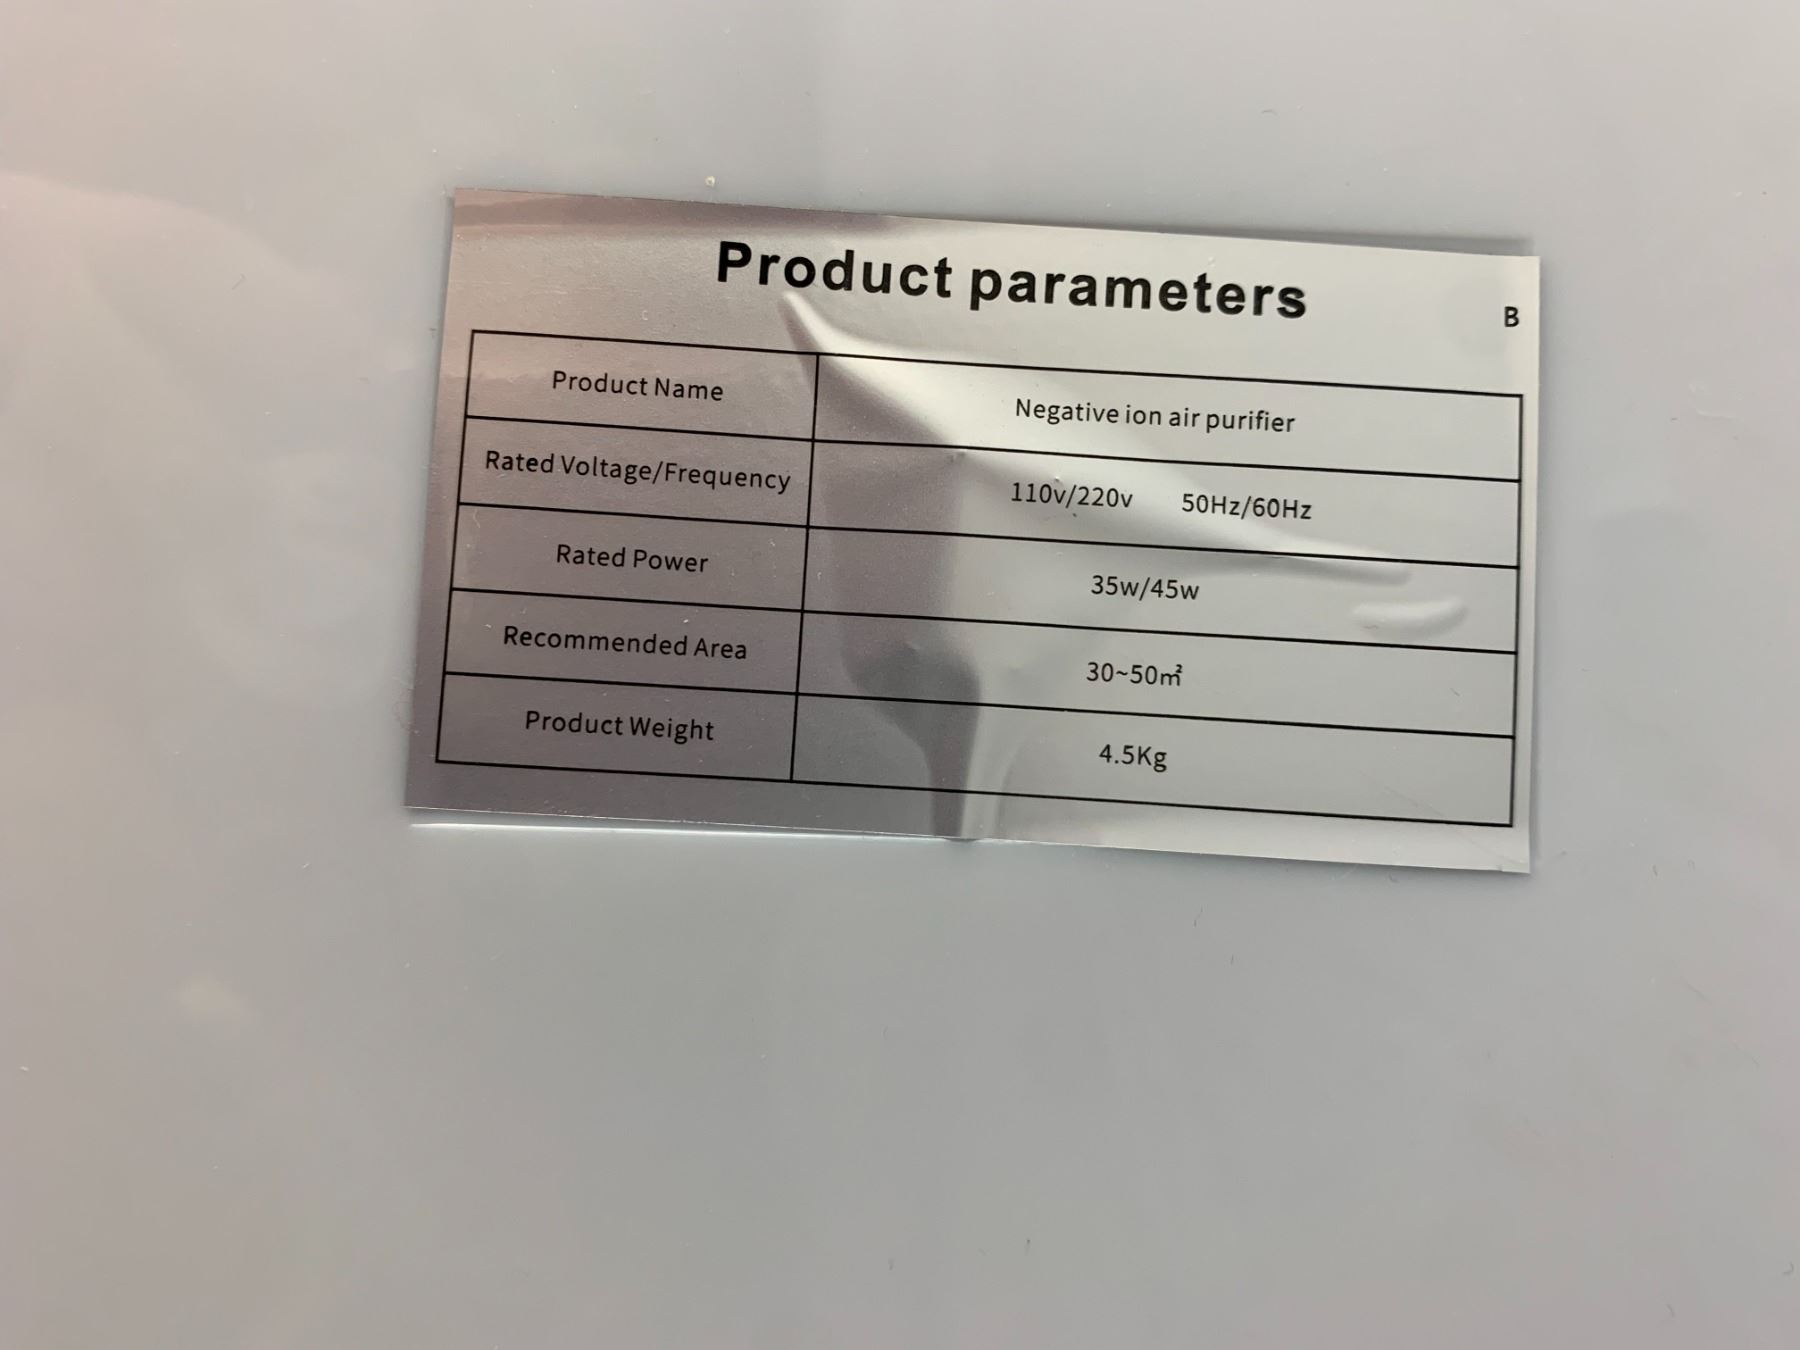 Product parameters
B
Product Name Negative ion air purifier
Rated Voltage/Frequency 110v/220v 50Hz/60Hz
Rated Power 35w/45w
Recommended Area 30~50㎡
Product Weight 4.5Kg